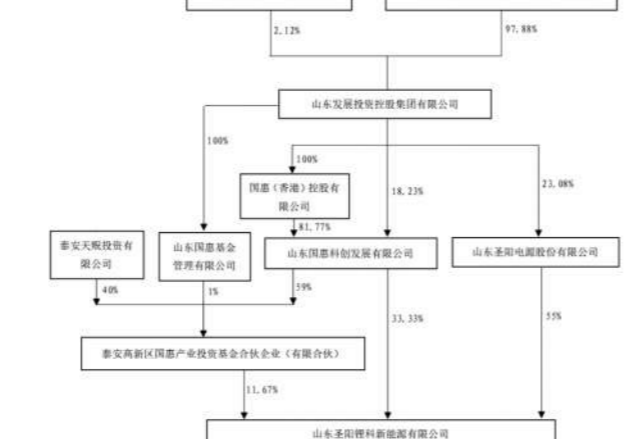 2.12%
97.88%
山东发展投资控股集团有限公司
100%
100%
国惠（香港）控股有
限公司
18.23%
23.08%
81.77%
泰安天贶投资有
限公司
山东国惠基金
管理有限公司
山东国惠科创发展有限公司
山东圣阳电源股份有限公司
40%
1%
59%
33.33%
55%
泰安高新区国惠产业投资基金合伙企业（有限合伙）
11.67%
山东圣阳锂科新能源有限公司